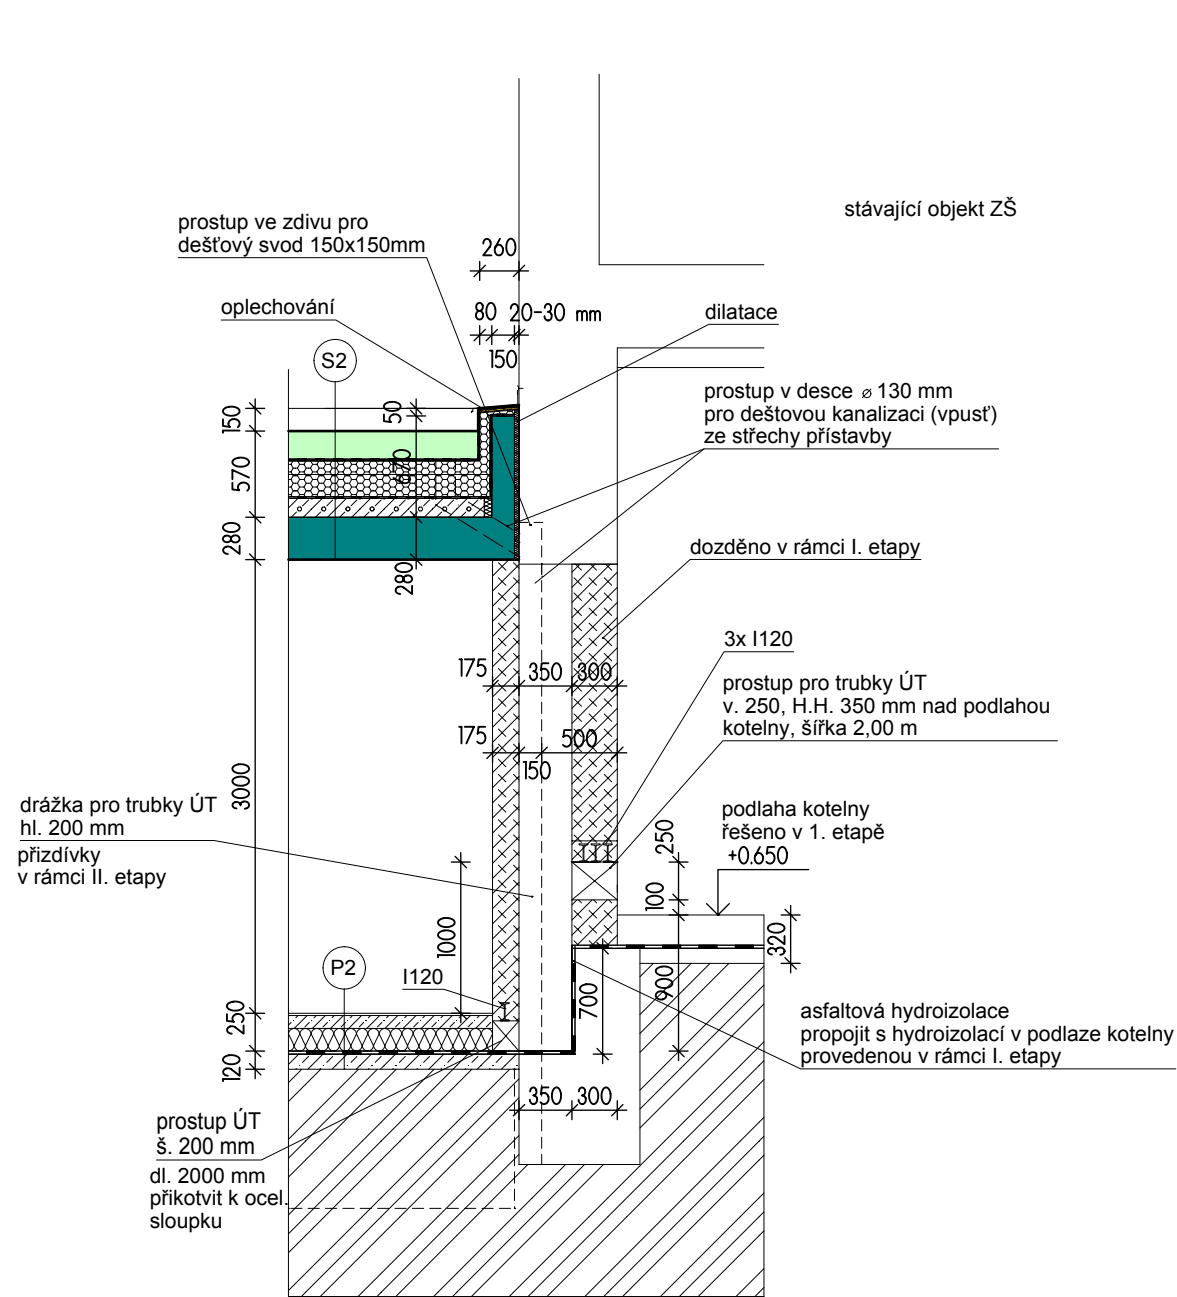 stávající objekt ZŠ
prostup ve zdivu pro
dešťový svod 150x150mm
260
oplechování
80
20-30 mm
dilatace
150
S2
prostup v desce ⌀ 130 mm
pro deštovou kanalizaci (vpusť)
ze střechy přístavby
150
50
570
670
280
280
dozděno v rámci I. etapy
3x I120
175
350
300
prostup pro trubky ÚT
v. 250, H.H. 350 mm nad podlahou
kotelny, šířka 2,00 m
175
500
150
3000
drážka pro trubky ÚT
hl. 200 mm
přizdívky
v rámci II. etapy
podlaha kotelny
řešeno v 1. etapě
+0.650
250
100
1000
320
P2
I120
900
700
250
120
asfaltová hydroizolace
propojit s hydroizolací v podlaze kotelny
provedenou v rámci I. etapy
350
300
prostup ÚT
š. 200 mm
dl. 2000 mm
přikotvit k ocel.
sloupku